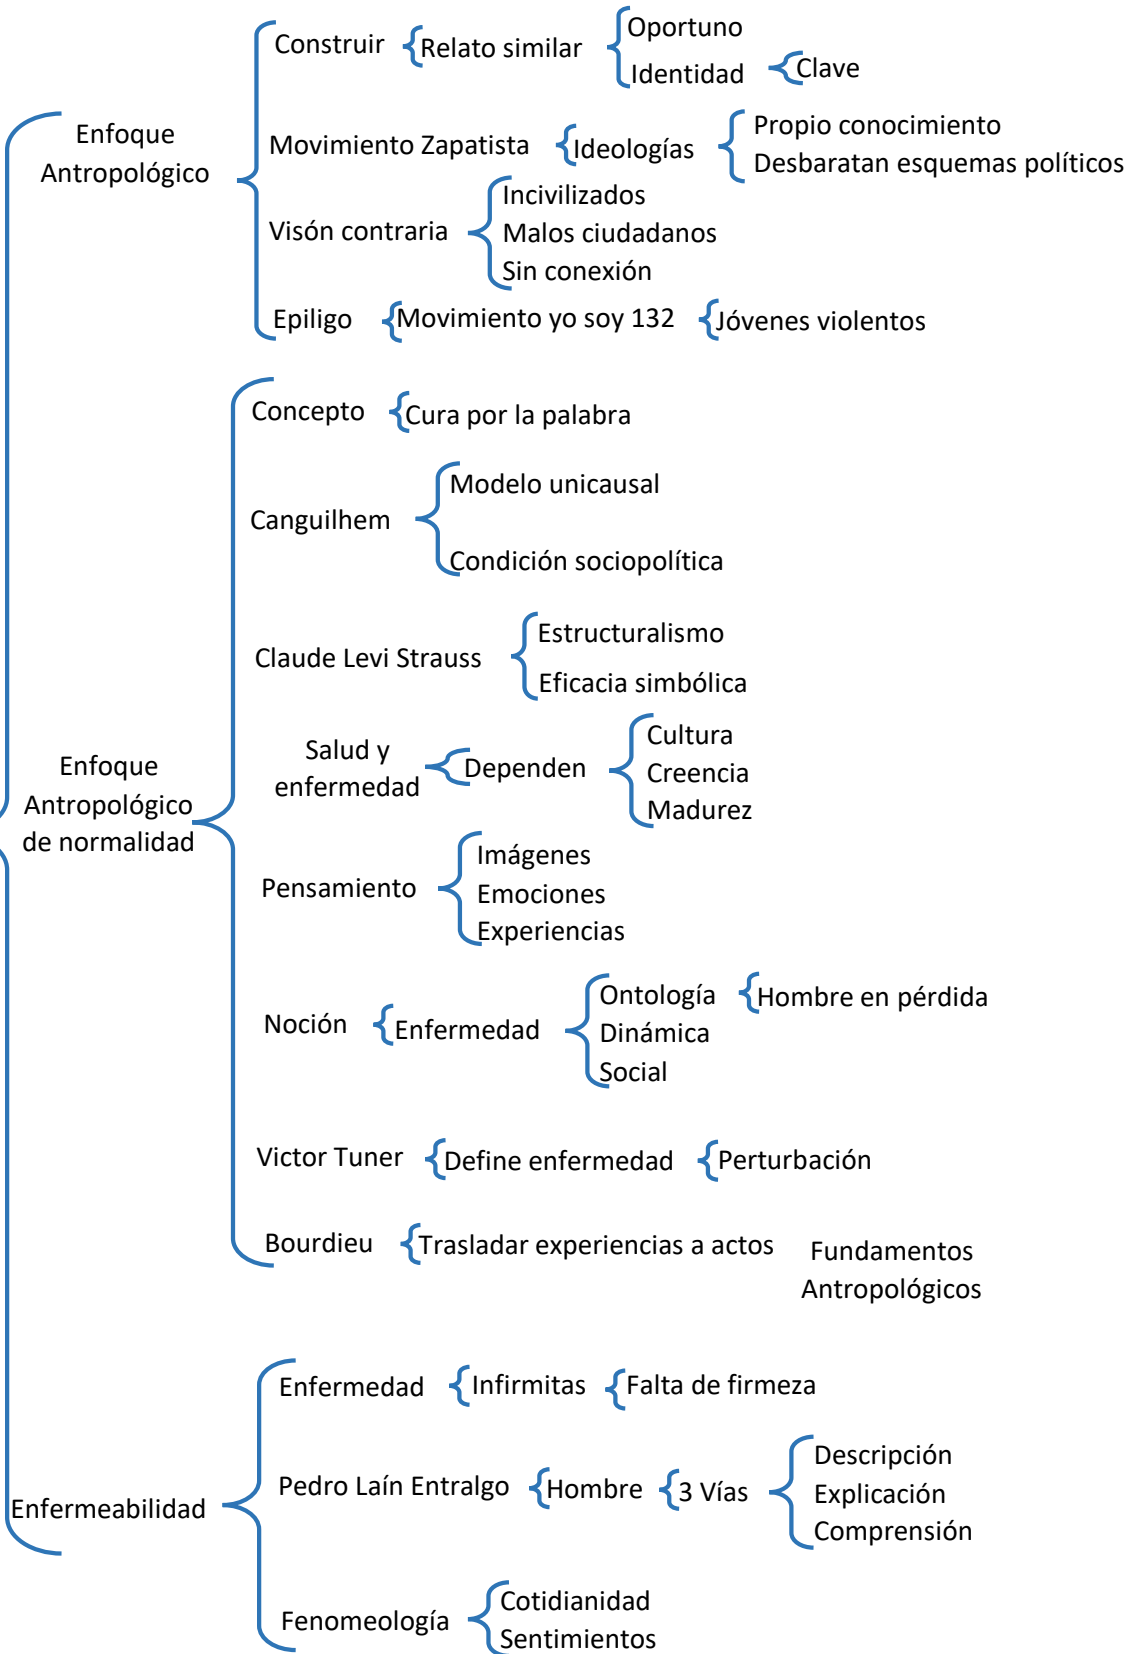 Enfoque
Antropológico
Construir
Relato similar
Oportuno
Identidad
Clave
Movimiento Zapatista
Ideologías
Propio conocimiento
Desbaratan esquemas políticos
Visón contraria
Incivilizados
Malos ciudadanos
Sin conexión
Epiligo
Movimiento yo soy 132
Jóvenes violentos
Enfoque
Antropológico
de normalidad
Concepto
Cura por la palabra
Canguilhem
Modelo unicausal
Condición sociopolítica
Claude Levi Strauss
Estructuralismo
Eficacia simbólica
Salud y
enfermedad
Dependen
Cultura
Creencia
Madurez
Pensamiento
Imágenes
Emociones
Experiencias
Noción
Enfermedad
Ontología
Hombre en pérdida
Dinámica
Social
Victor Tuner
Define enfermedad
Perturbación
Bourdieu
Trasladar experiencias a actos
Fundamentos
Antropológicos
Enfermeabilidad
Enfermedad
Infirmitas
Falta de firmeza
Pedro Laín Entralgo
Hombre
3 Vías
Descripción
Explicación
Comprensión
Fenomeología
Cotidianidad
Sentimientos